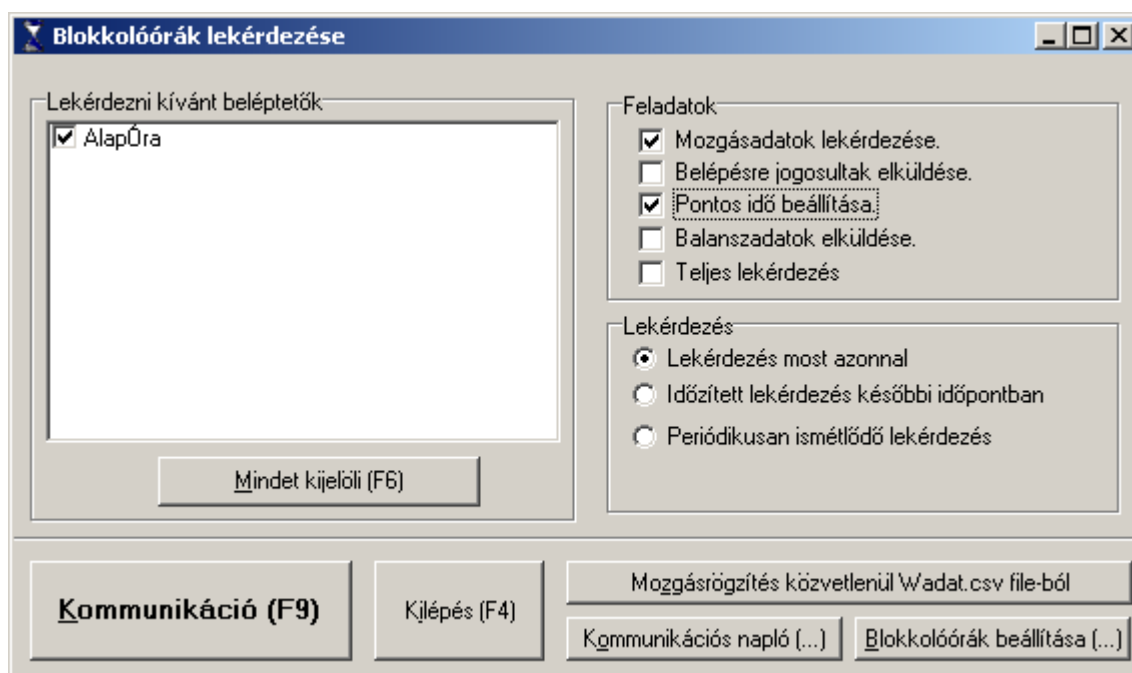 Blokkolóórák lekérdezése
Lekérdezni kívánt beléptetők
AlapÓra
Mindet kijelöli (F6)
Feladatok
Mozgásadatok lekérdezése.
Belépésre jogosultak elküldése.
Pontos idő beállítása.
Balanszadatok elküldése.
Teljes lekérdezés
Lekérdezés
Lekérdezés most azonnal
Időzített lekérdezés későbbi időpontban
Periódikusan ismétlődő lekérdezés
Kommunikáció (F9)
Kilépés (F4)
Mozgásrögzítés közvetlenül Wadat.csv file-ból
Kommunikációs napló (...)
Blokkolóórák beállítása (...)